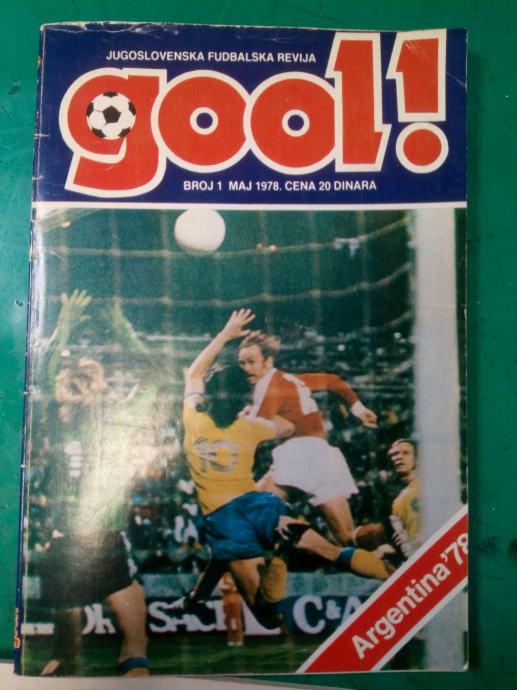 JUGOSLOVENSKA FUDBALSKA REVIJA
gool!
BROJ 1 MAJ 1978. CENA 20 DINARA
10
C&A
Argentina'78